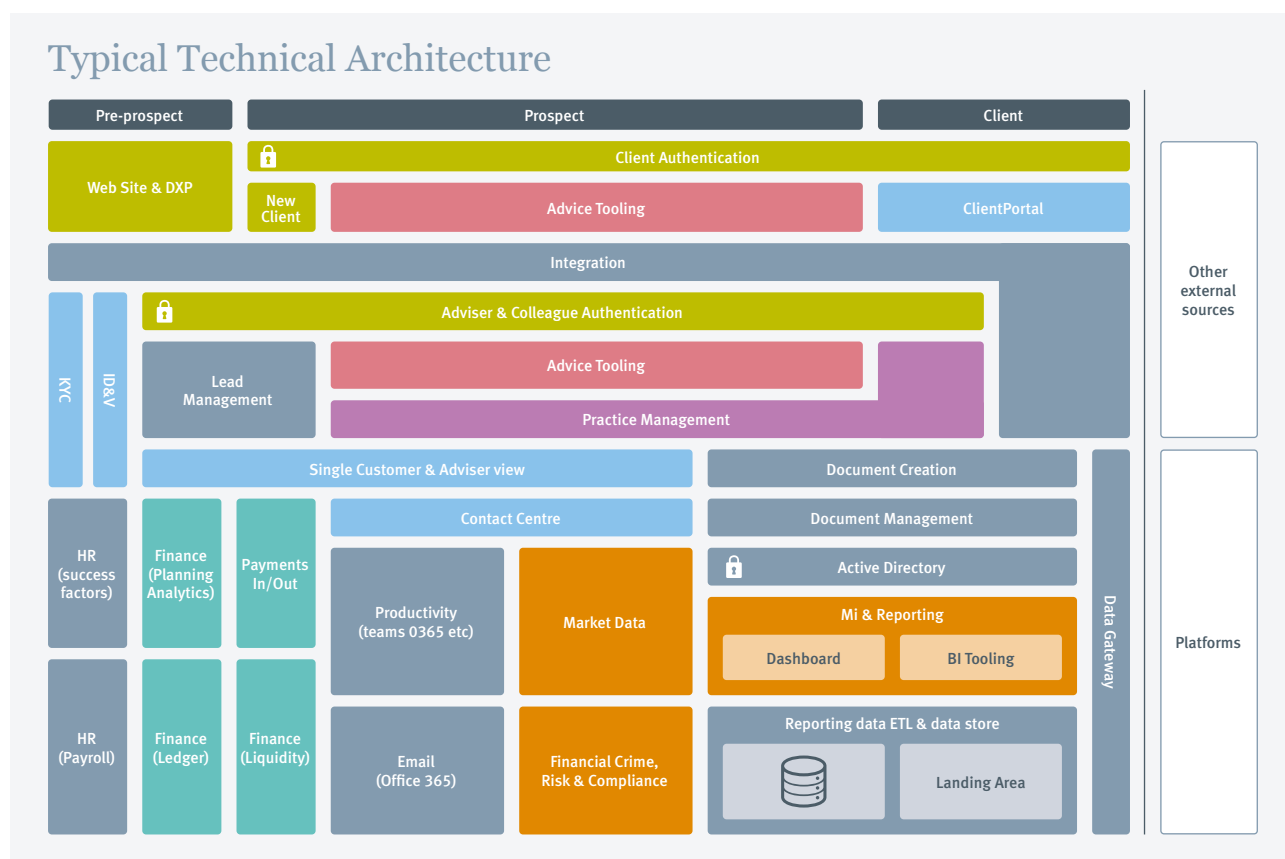 Typical Technical Architecture
Pre-prospect
Prospect
Client
Web Site & DXP
Client Authentication
New
Client
Advice Tooling
ClientPortal
Integration
Other
external
sources
KYC
ID&V
Adviser & Colleague Authentication
Lead
Management
Advice Tooling
Practice Management
Single Customer & Adviser view
Document Creation
Contact Centre
Document Management
HR
(success
factors)
Finance
(Planning
Analytics)
Payments
In/Out
Productivity
(teams 0365 etc)
Market Data
Active Directory
Mi & Reporting
Dashboard
BI Tooling
Data Gateway
Platforms
HR
(Payroll)
Finance
(Ledger)
Finance
(Liquidity)
Email
(Office 365)
Financial Crime,
Risk & Compliance
Reporting data ETL & data store
Landing Area